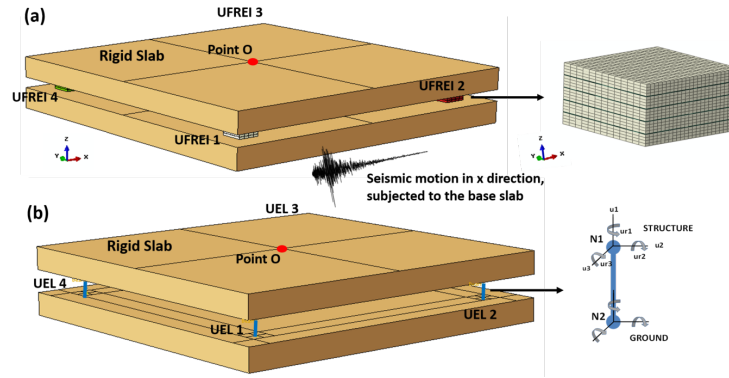 (a)
UFREI 3
Rigid Slab
Point O
UFREI 4
UFREI 2
UFREI 1
Z
Y
X
Z
Y
X
Seismic motion in x direction,
subjected to the base slab
(b)
UEL 3
Rigid Slab
Point O
UEL 4
UEL 1
UEL 2
u1
ur1
N1
STRUCTURE
u2
ur2
u3
ur3
N2
GROUND